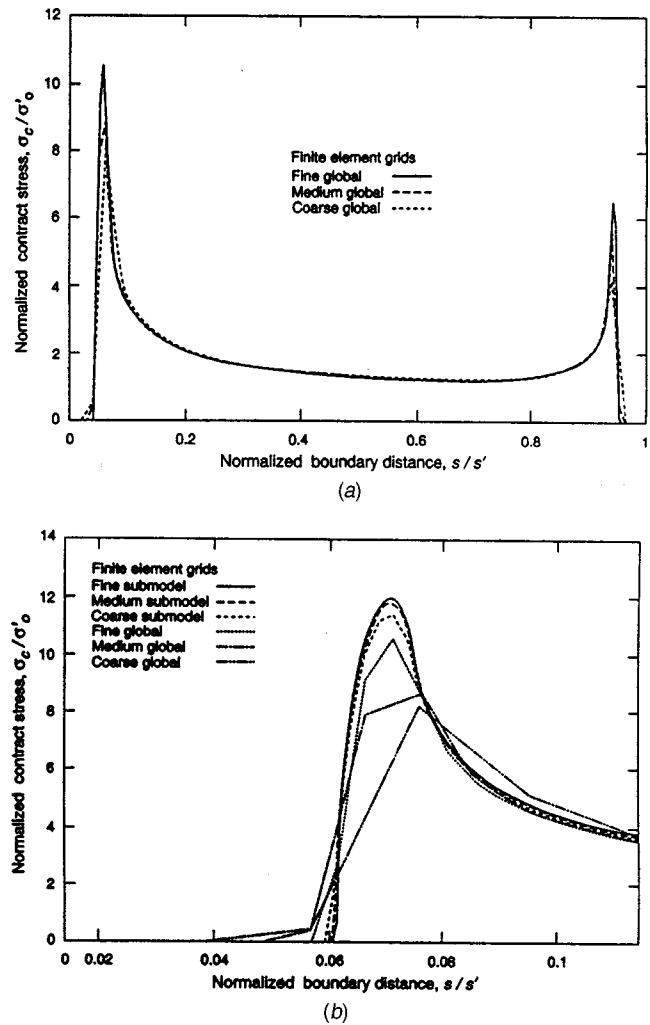 12
10
8
6
4
2
0
Normalized contract stress, σc/σ'o
Finite element grids
Fine global
Medium global
Coarse global
0 0.2 0.4 0.6 0.8 1
Normalized boundary distance, s/s'
(a)
14
12
10
8
6
4
2
0
Normalized contract stress, σc/σ'o
Finite element grids
Fine submodel
Medium submodel
Coarse submodel
Fine global
Medium global
Coarse global
0 0.02 0.04 0.06 0.08 0.1
Normalized boundary distance, s/s'
(b)